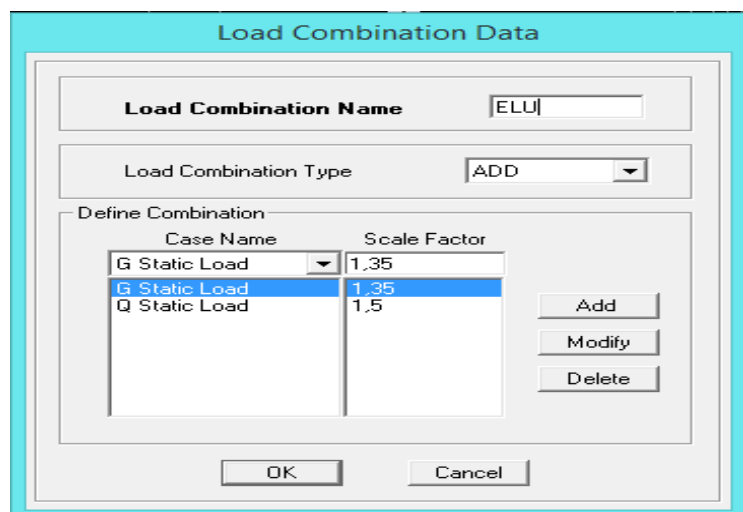 Load Combination Data
Load Combination Name ELU
Load Combination Type ADD
Define Combination
Case Name Scale Factor
G Static Load 1,35
G Static Load 1,35
Q Static Load 1,5
Add
Modify
Delete
OK Cancel